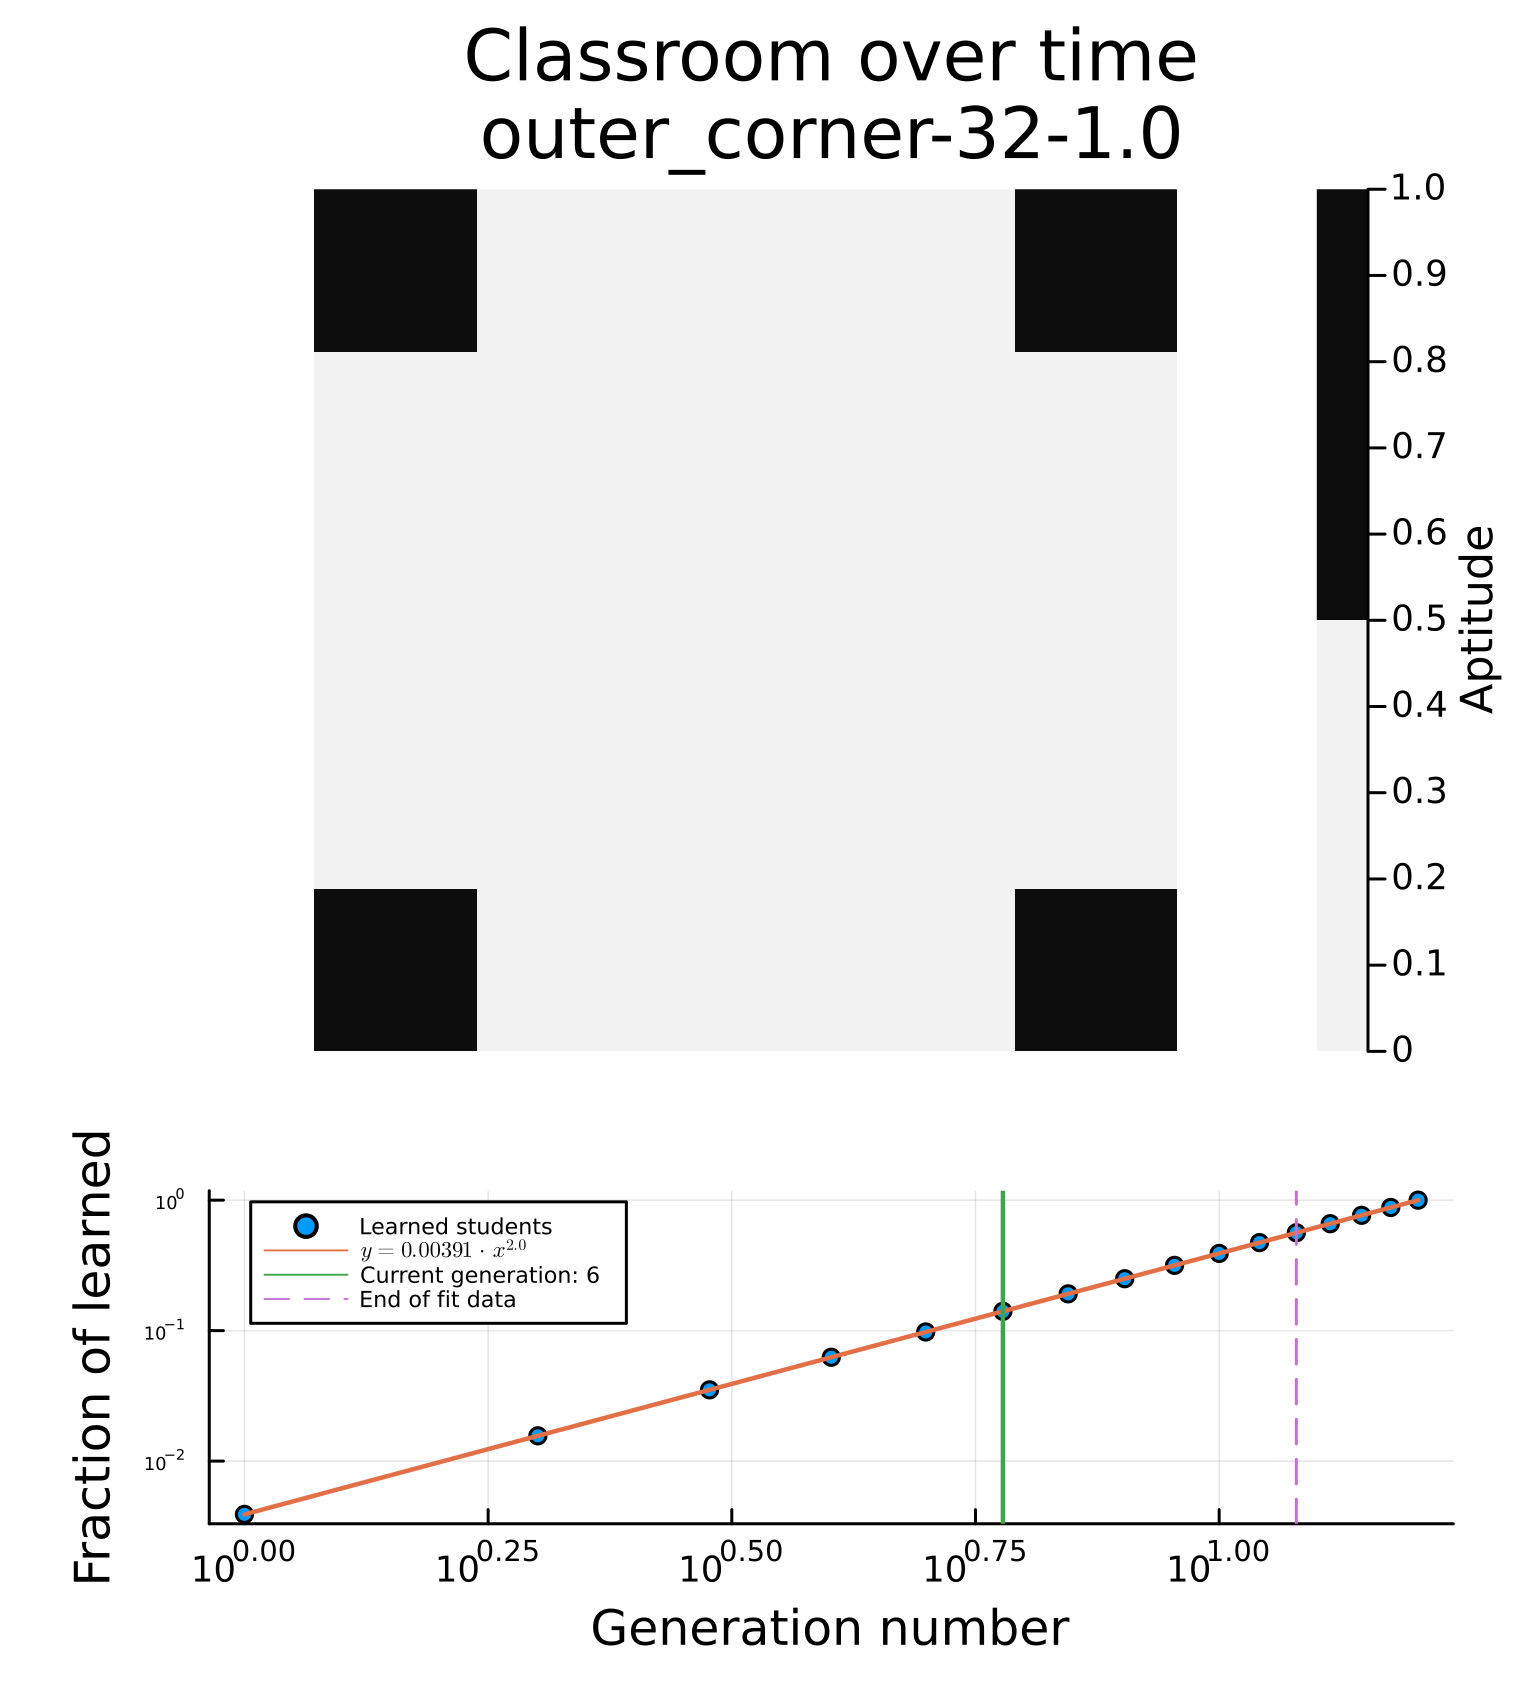 Classroom over time
outer_corner-32-1.0
1.0
0.9
0.8
0.7
0.6
0.5
0.4
0.3
0.2
0.1
0
Aptitude
Fraction of learned
10^0
10^-1
10^-2
Learned students
y = 0.00391 · x^2.0
Current generation: 6
End of fit data
10^0.00 10^0.25 10^0.50 10^0.75 10^1.00
Generation number